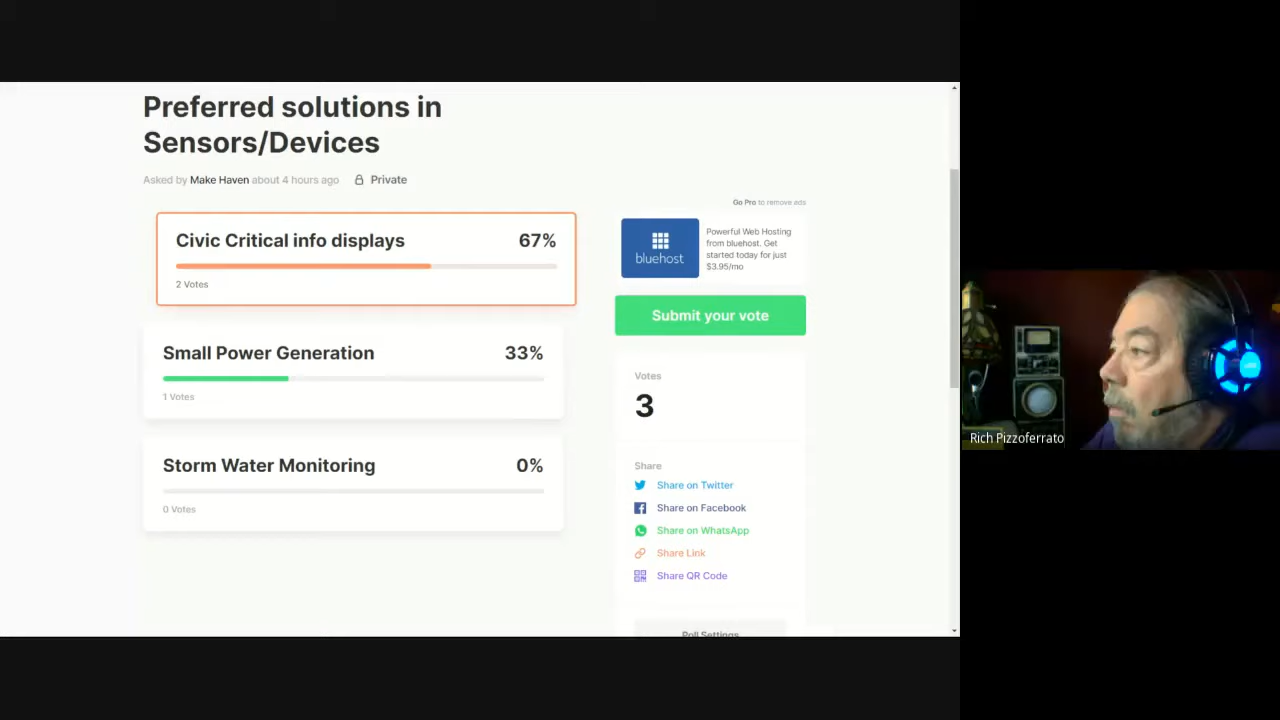 Preferred solutions in
Sensors/Devices
Asked by Make Haven about 4 hours ago Private
Go Pro to remove ads
Civic Critical info displays 67%
2 Votes
bluehost
Powerful Web Hosting
from bluehost. Get
started today for just
$3.95/mo
Submit your vote
Small Power Generation 33%
1 Votes
Votes
3
Storm Water Monitoring 0%
0 Votes
Share
Share on Twitter
Share on Facebook
Share on WhatsApp
Share Link
Share QR Code
Poll Settings
Rich Pizzoferrato